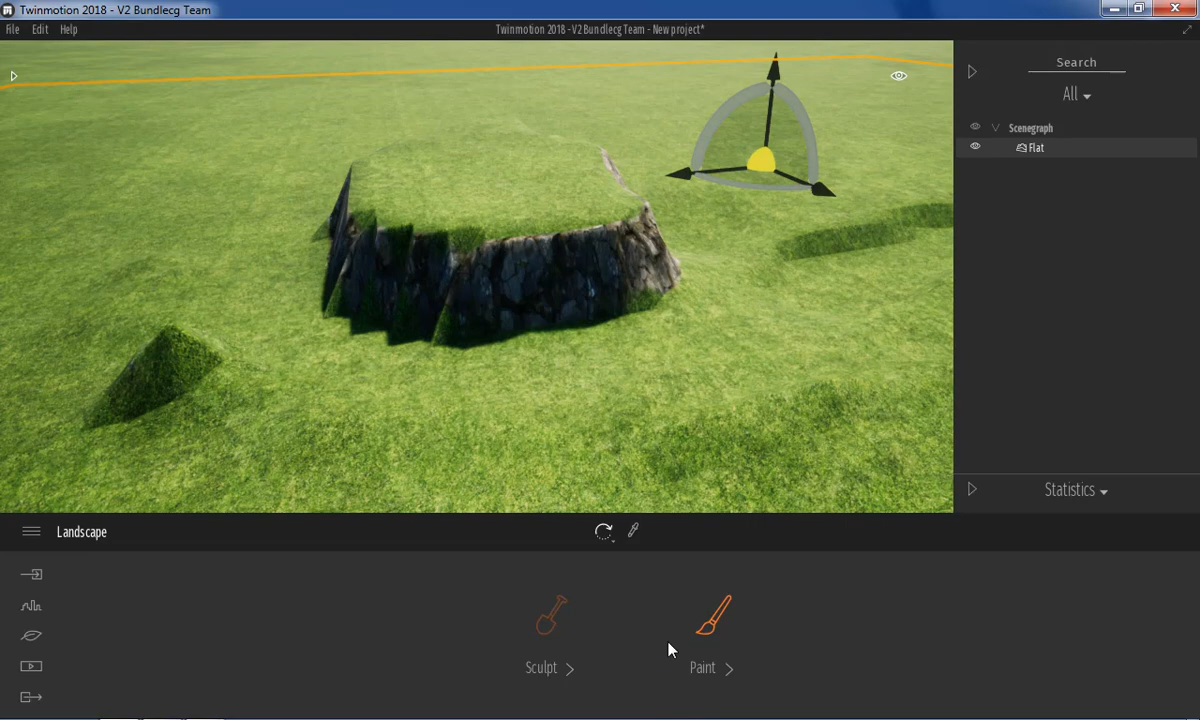 Twinmotion 2018 - V2 Bundlecg Team
File Edit Help
Twinmotion 2018 - V2 Bundlecg Team - New project*
Search
All
Scenegraph
Flat
Statistics
Landscape
Sculpt
Paint